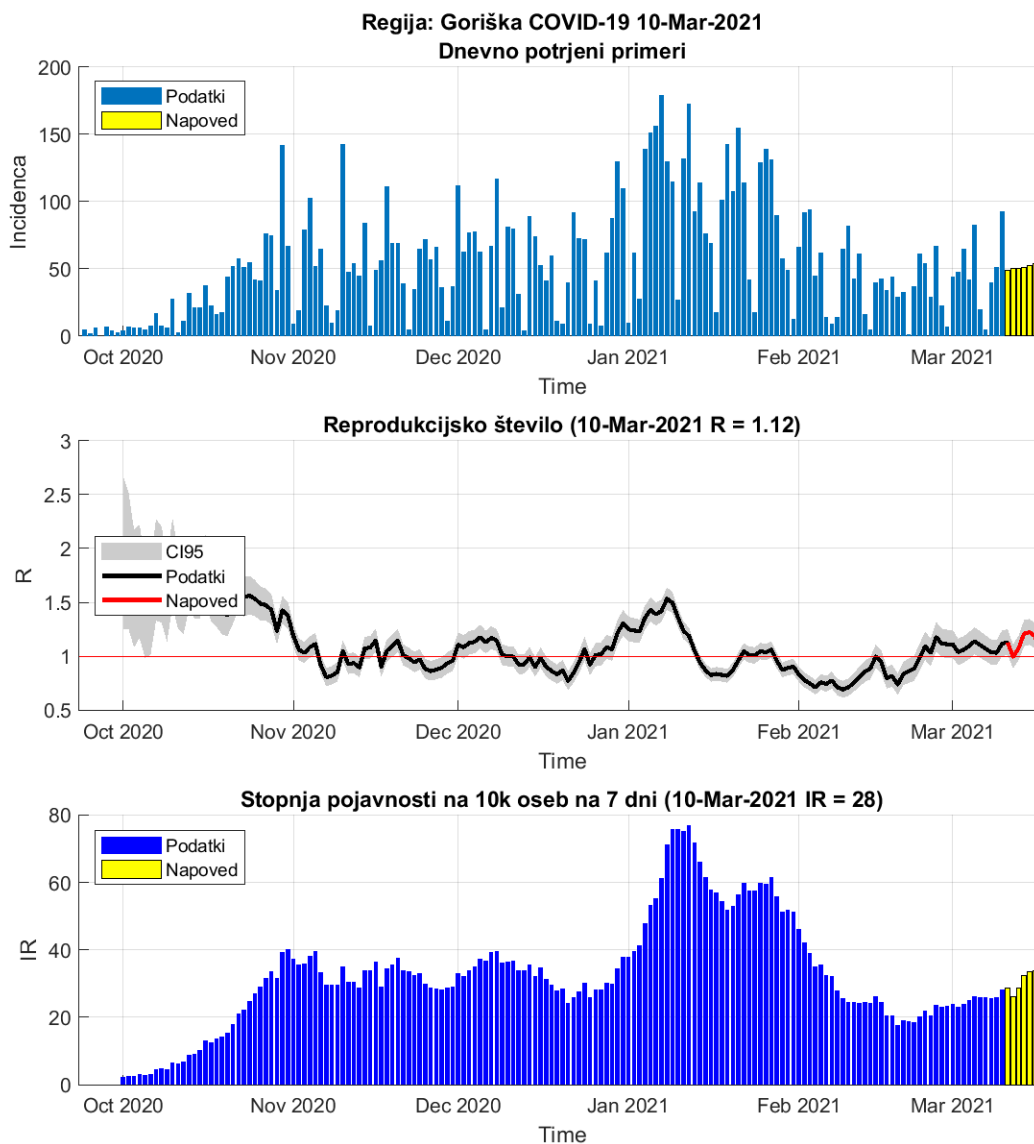 Regija: Goriška COVID-19 10-Mar-2021
Dnevno potrjeni primeri
200
150
100
50
0
Incidenca
Podatki
Napoved
Oct 2020 Nov 2020 Dec 2020 Jan 2021 Feb 2021 Mar 2021
Time
Reprodukcijsko število (10-Mar-2021 R = 1.12)
3
2.5
2
1.5
1
0.5
R
CI95
Podatki
Napoved
Oct 2020 Nov 2020 Dec 2020 Jan 2021 Feb 2021 Mar 2021
Time
Stopnja pojavnosti na 10k oseb na 7 dni (10-Mar-2021 IR = 28)
80
60
40
20
0
IR
Podatki
Napoved
Oct 2020 Nov 2020 Dec 2020 Jan 2021 Feb 2021 Mar 2021
Time